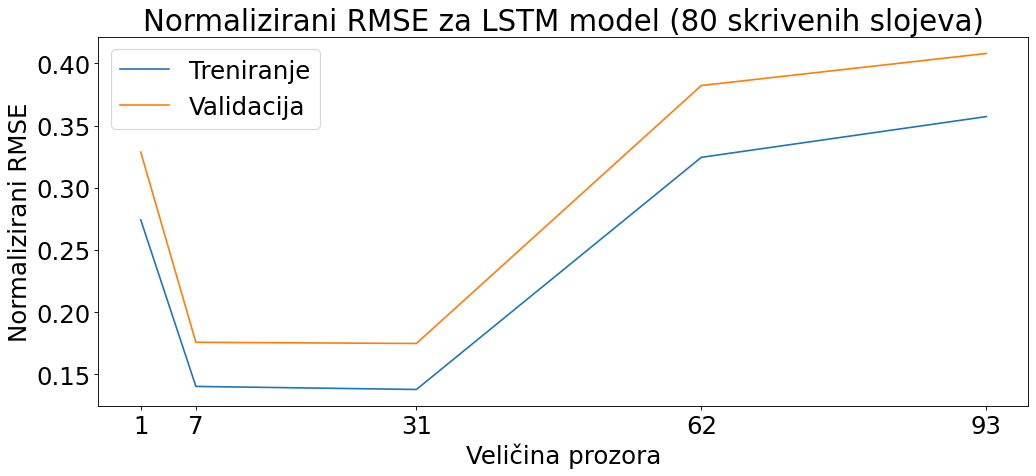 Normalizirani RMSE za LSTM model (80 skrivenih slojeva)
Treniranje
Validacija
Normalizirani RMSE
0.40
0.35
0.30
0.25
0.20
0.15
1 7 31 62 93
Veličina prozora